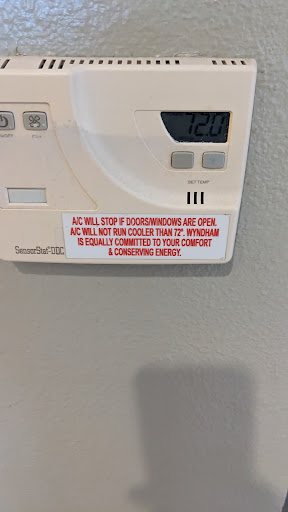 72.0
SET TEMP
A/C WILL STOP IF DOORS/WINDOWS ARE OPEN.
A/C WILL NOT RUN COOLER THAN 72°. WYNDHAM
IS EQUALLY COMMITTED TO YOUR COMFORT
& CONSERVING ENERGY.
SensorStat-DDC